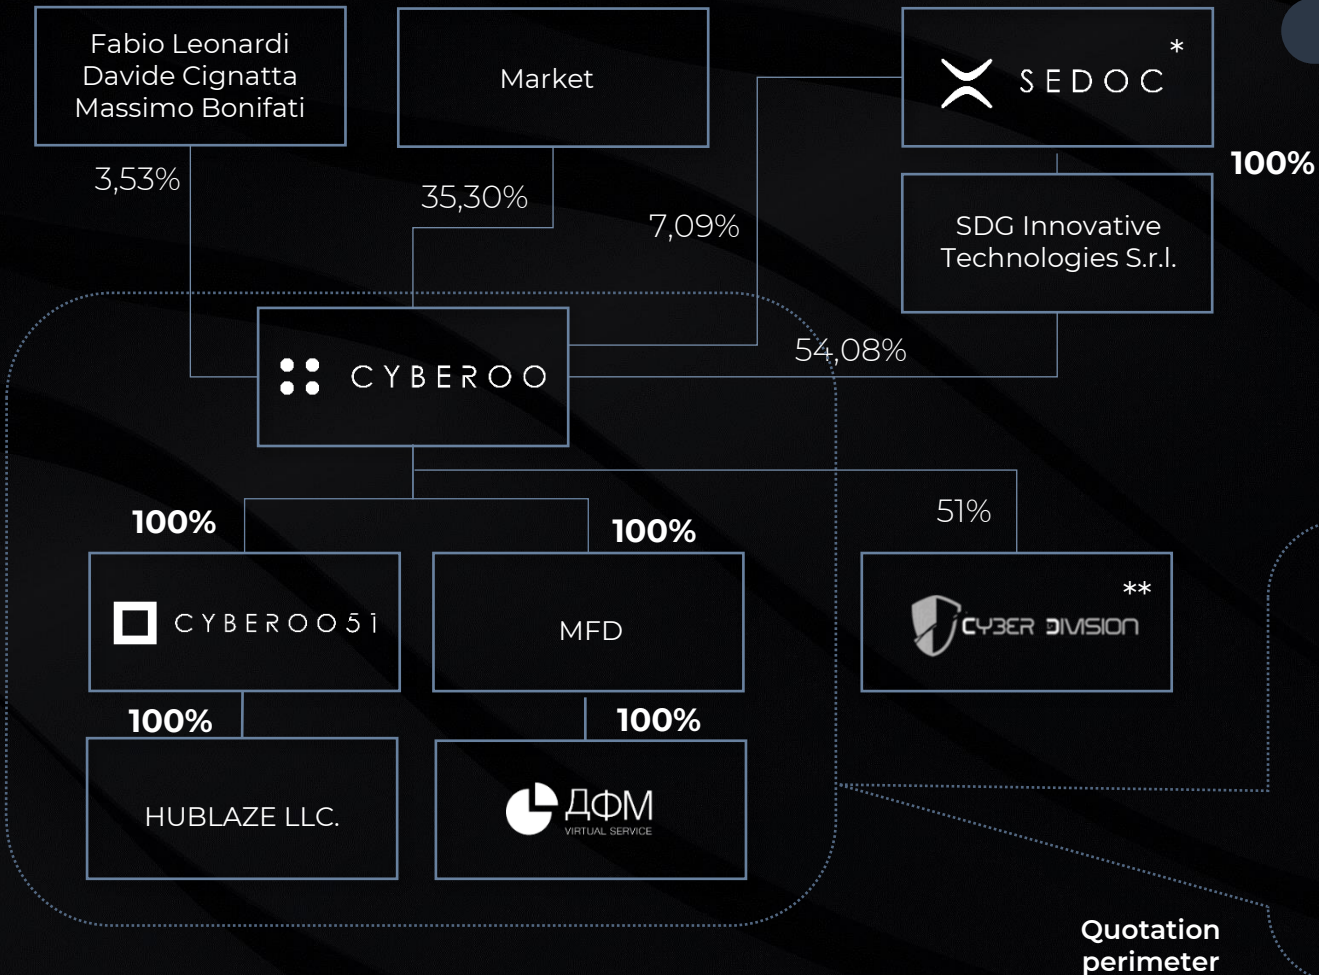 Fabio Leonardi
Davide Cignatta
Massimo Bonifati
Market
*
SEDOC
3,53%
35,30%
7,09%
100%
SDG Innovative
Technologies S.r.l.
54,08%
CYBEROO
100%
100%
51%
CYBEROO51
MFD
**
CYBER DIVISION
100%
100%
HUBLAZE LLC.
ДФМ
VIRTUAL SERVICE
Quotation
perimeter